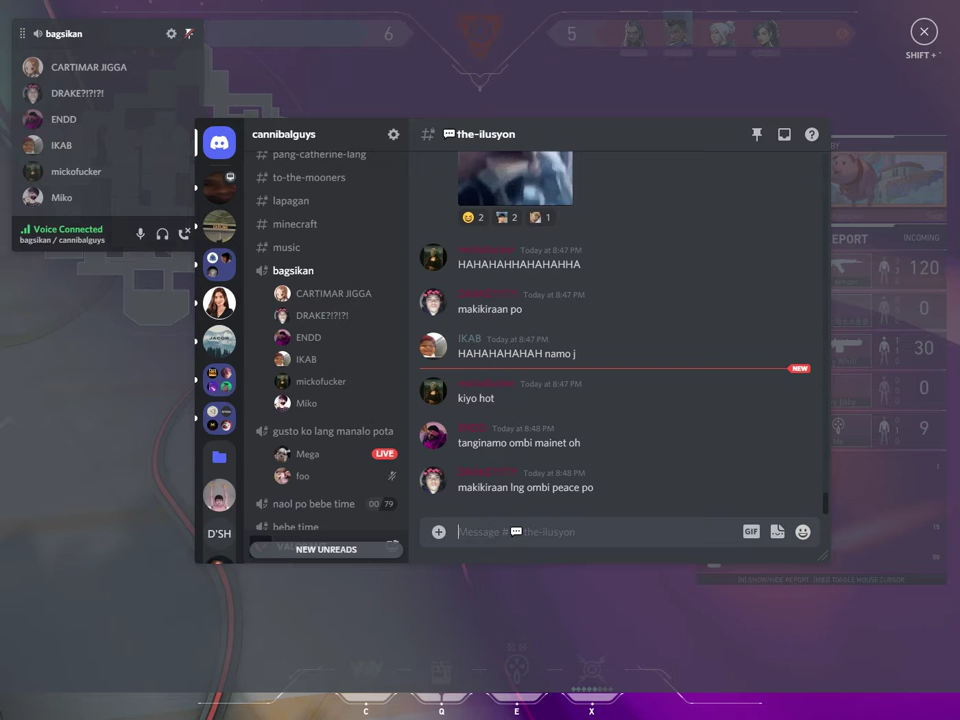 bagsikan
6
5
SHIFT + `
CARTIMAR JIGGA
DRAKE?!?!?!
ENDD
IKAB
mickofucker
Miko
Voice Connected
bagsikan / cannibalguys
cannibalguys
pang-catherine-lang
to-the-mooners
lapagan
minecraft
music
bagsikan
CARTIMAR JIGGA
DRAKE?!?!?!
ENDD
IKAB
mickofucker
Miko
gusto ko lang manalo pota
Mega
LIVE
foo
naol po bebe time
00 79
bebe time
NEW UNREADS
D'SH
💬the-ilusyon
😄 2
2
1
Today at 8:47 PM
HAHAHAHHAHAHAHHA
Today at 8:47 PM
makikiraan po
IKAB Today at 8:47 PM
HAHAHAHAHAH namo j
NEW
Today at 8:47 PM
kiyo hot
Today at 8:48 PM
tanginamo ombi mainet oh
Today at 8:48 PM
makikiraan lng ombi peace po
Message #💬the-ilusyon
GIF
BY
EPORT
INCOMING
120
0
30
0
9
C
Q
E
X